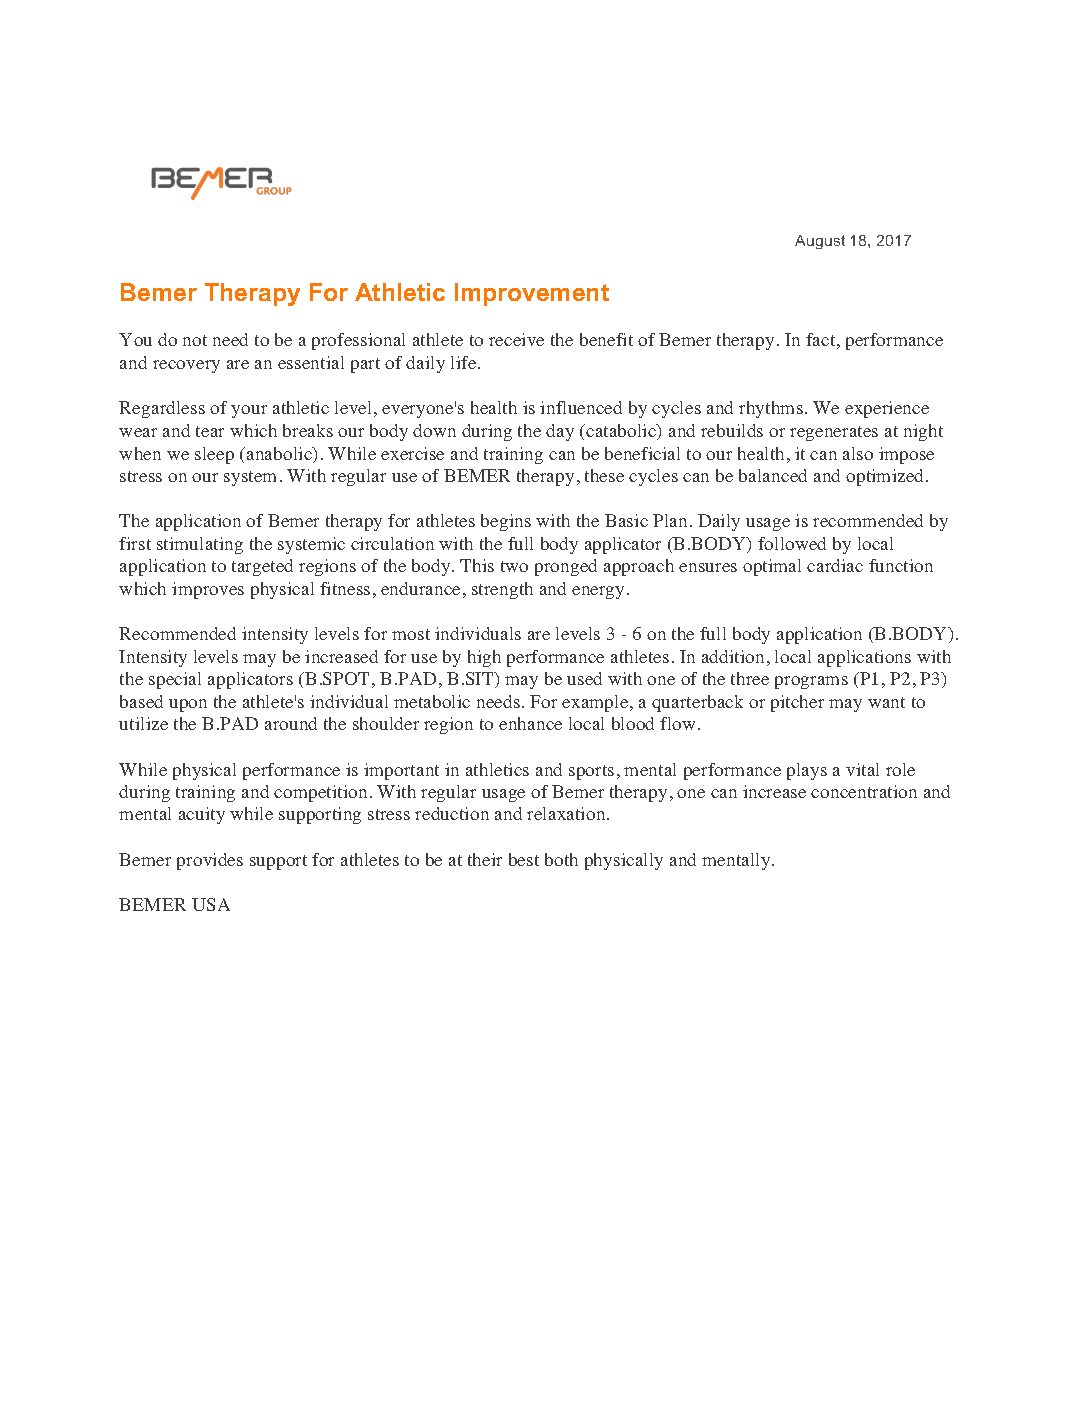 BEMER
GROUP
August 18, 2017
Bemer Therapy For Athletic Improvement
You do not need to be a professional athlete to receive the benefit of Bemer therapy. In fact, performance
and recovery are an essential part of daily life.
Regardless of your athletic level, everyone's health is influenced by cycles and rhythms. We experience
wear and tear which breaks our body down during the day (catabolic) and rebuilds or regenerates at night
when we sleep (anabolic). While exercise and training can be beneficial to our health, it can also impose
stress on our system. With regular use of BEMER therapy, these cycles can be balanced and optimized.
The application of Bemer therapy for athletes begins with the Basic Plan. Daily usage is recommended by
first stimulating the systemic circulation with the full body applicator (B.BODY) followed by local
application to targeted regions of the body. This two pronged approach ensures optimal cardiac function
which improves physical fitness, endurance, strength and energy.
Recommended intensity levels for most individuals are levels 3 - 6 on the full body application (B.BODY).
Intensity levels may be increased for use by high performance athletes. In addition, local applications with
the special applicators (B.SPOT, B.PAD, B.SIT) may be used with one of the three programs (P1, P2, P3)
based upon the athlete's individual metabolic needs. For example, a quarterback or pitcher may want to
utilize the B.PAD around the shoulder region to enhance local blood flow.
While physical performance is important in athletics and sports, mental performance plays a vital role
during training and competition. With regular usage of Bemer therapy, one can increase concentration and
mental acuity while supporting stress reduction and relaxation.
Bemer provides support for athletes to be at their best both physically and mentally.
BEMER USA